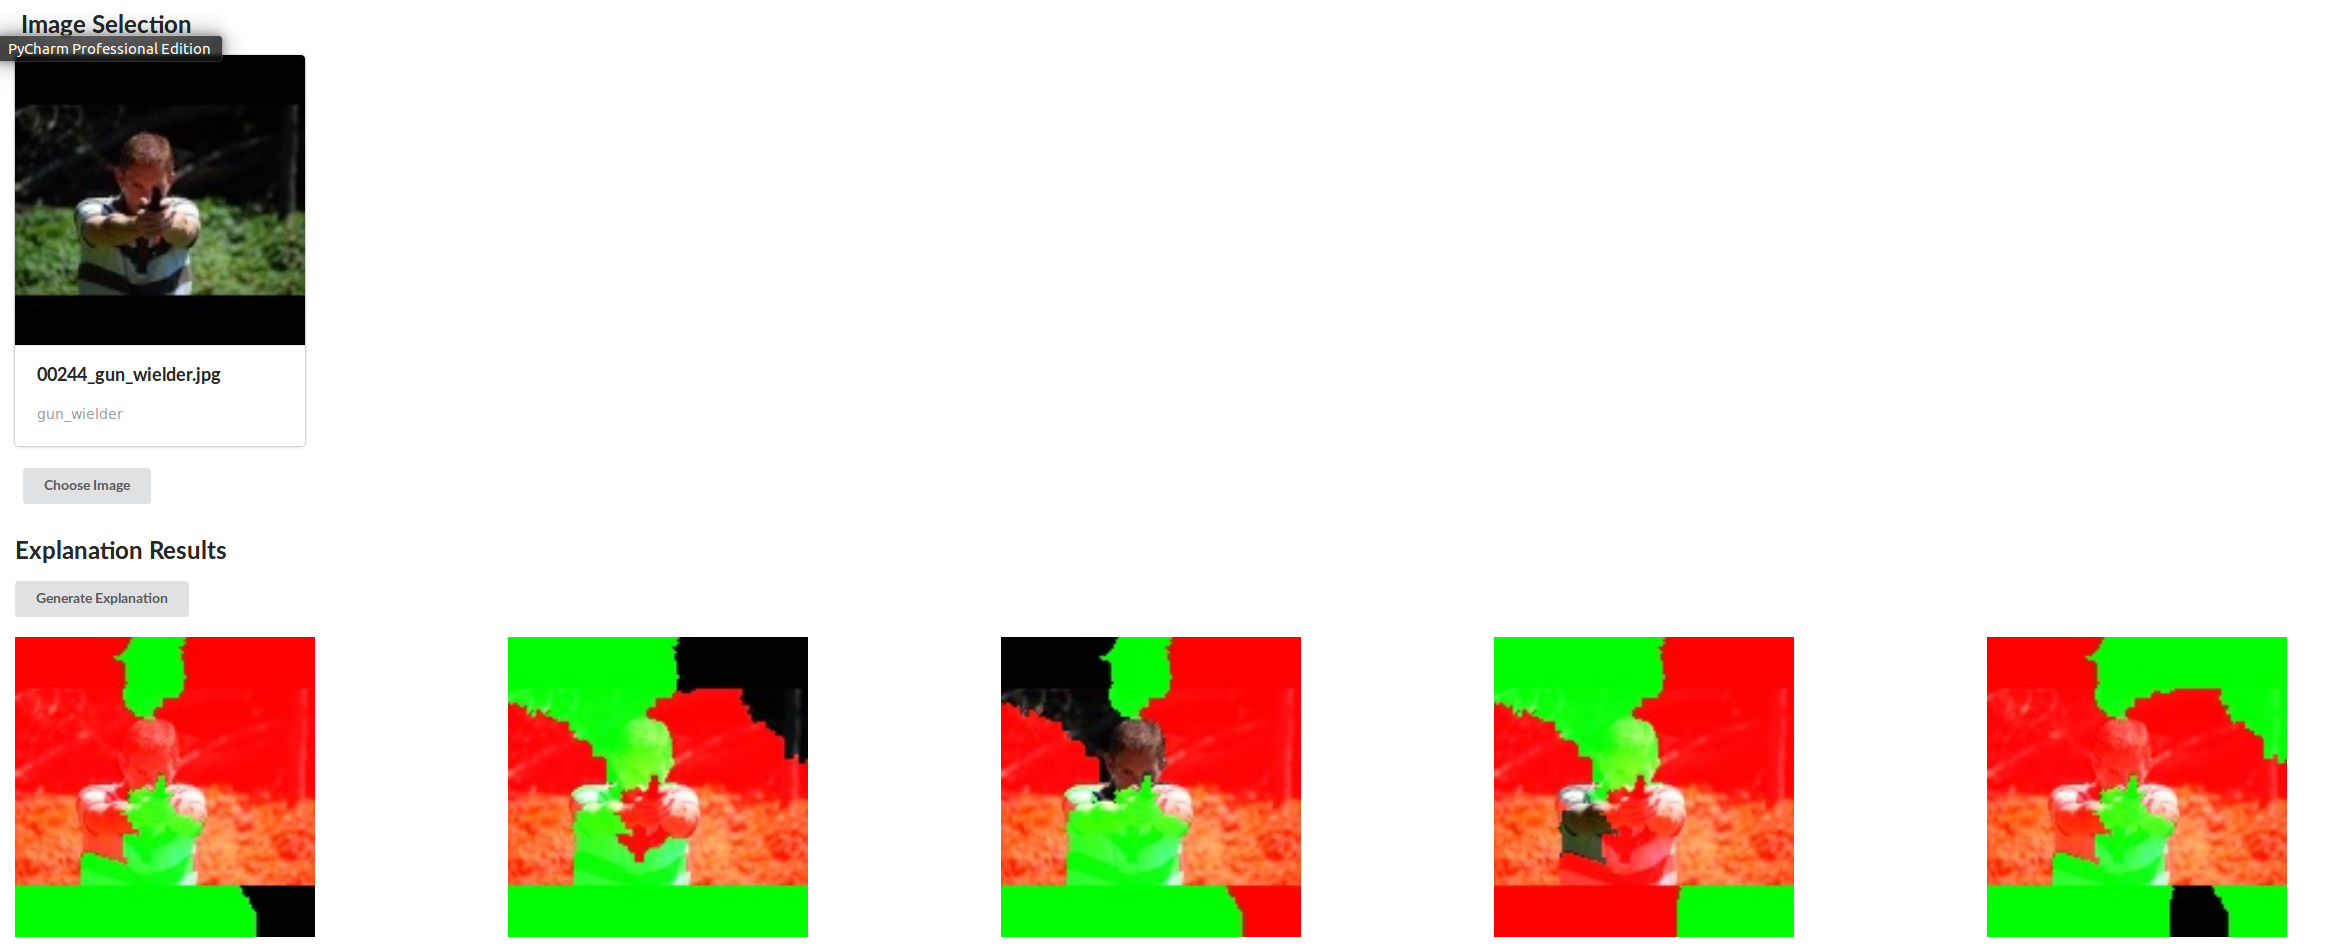 Image Selection
PyCharm Professional Edition
00244_gun_wielder.jpg
gun_wielder
Choose Image
Explanation Results
Generate Explanation